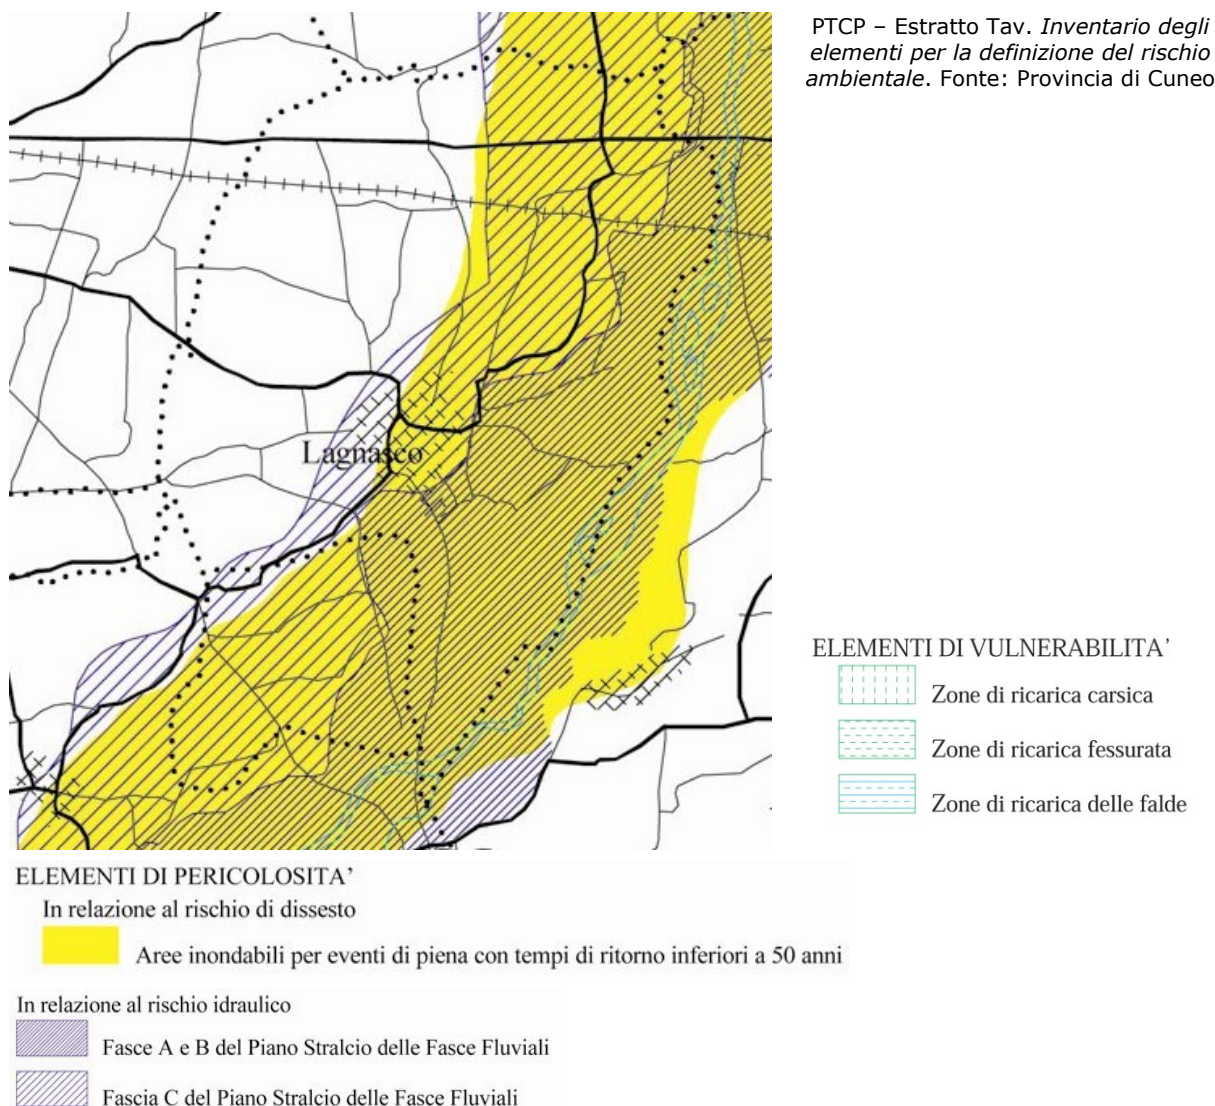 PTCP – Estratto Tav. Inventario degli
elementi per la definizione del rischio
ambientale. Fonte: Provincia di Cuneo
Lagnasco
ELEMENTI DI VULNERABILITA’
Zone di ricarica carsica
Zone di ricarica fessurata
Zone di ricarica delle falde
ELEMENTI DI PERICOLOSITA’
In relazione al rischio di dissesto
Aree inondabili per eventi di piena con tempi di ritorno inferiori a 50 anni
In relazione al rischio idraulico
Fasce A e B del Piano Stralcio delle Fasce Fluviali
Fascia C del Piano Stralcio delle Fasce Fluviali